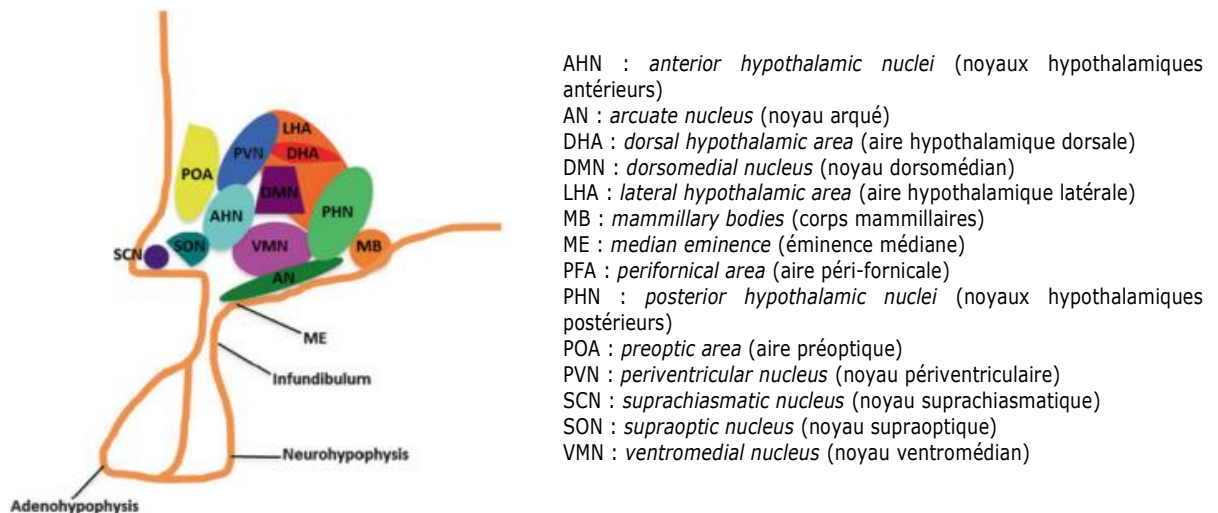 LHA
PVN
DHA
POA
DMN
PHN
AHN
SCN
SON
VMN
MB
AN
ME
Infundibulum
Neurohypophysis
Adenohypophysis
AHN : anterior hypothalamic nuclei (noyaux hypothalamiques
antérieurs)
AN : arcuate nucleus (noyau arqué)
DHA : dorsal hypothalamic area (aire hypothalamique dorsale)
DMN : dorsomedial nucleus (noyau dorsomédian)
LHA : lateral hypothalamic area (aire hypothalamique latérale)
MB : mammillary bodies (corps mammillaires)
ME : median eminence (éminence médiane)
PFA : perifornical area (aire péri-fornicale)
PHN : posterior hypothalamic nuclei (noyaux hypothalamiques
postérieurs)
POA : preoptic area (aire préoptique)
PVN : periventricular nucleus (noyau périventriculaire)
SCN : suprachiasmatic nucleus (noyau suprachiasmatique)
SON : supraoptic nucleus (noyau supraoptique)
VMN : ventromedial nucleus (noyau ventromédian)